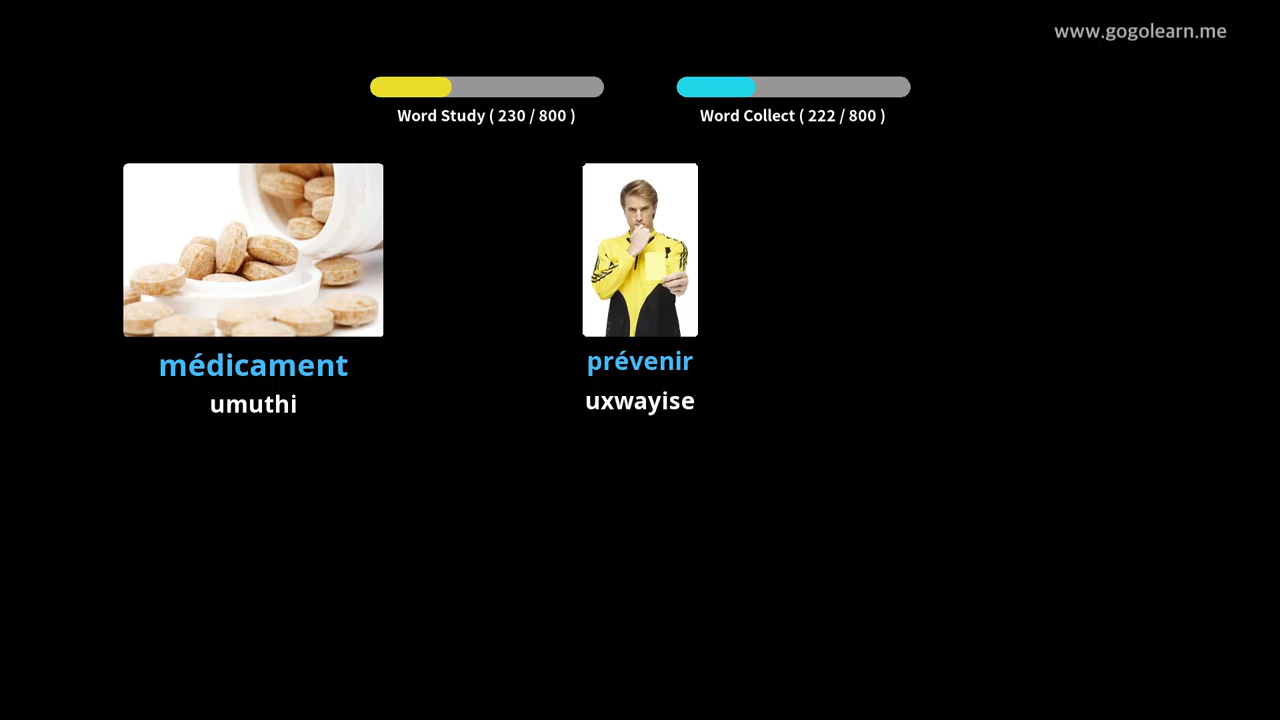 www.gogolearn.me
Word Study ( 230 / 800 )
Word Collect ( 222 / 800 )
médicament
umuthi
prévenir
uxwayise